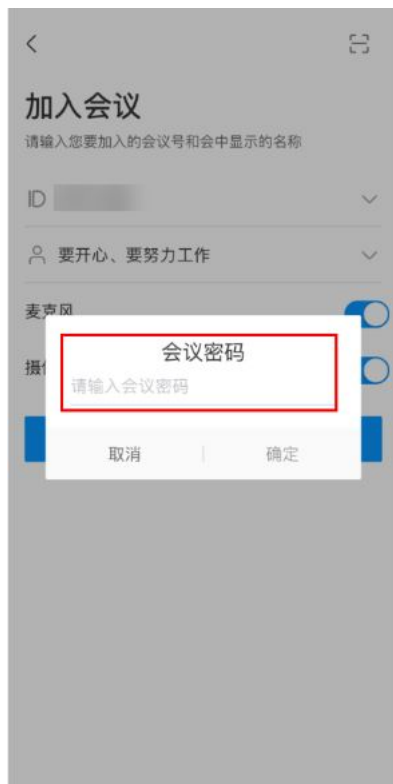 加入会议
请输入您要加入的会议号和会中显示的名称
ID
要开心、要努力工作
麦克风
会议密码
请输入会议密码
取消
确定